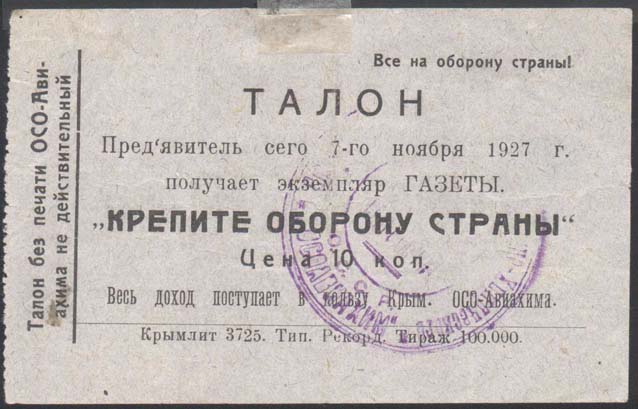 Талон без печати ОСО-Ави-
ахима не действительный
Все на оборону страны!
ТАЛОН
Пред'явитель сего 7-го ноября 1927 г.
получает экземпляр ГАЗЕТЫ.
„КРЕПИТЕ ОБОРОНУ СТРАНЫ“
Цена 10 коп.
Весь доход поступает в пользу Крым. ОСО-Авиахима.
Крымлит 3725. Тип. Рекорд. Тираж 100.000.